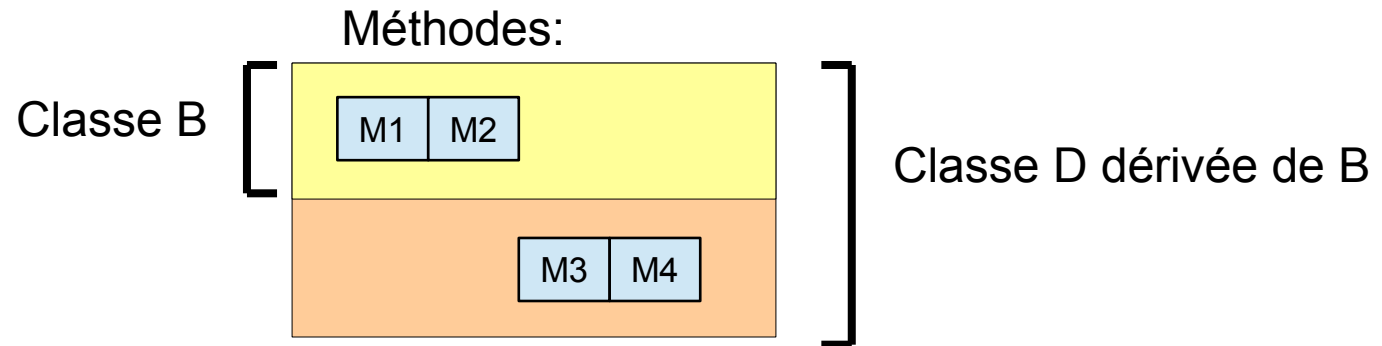 Méthodes:
Classe B
M1 M2
Classe D dérivée de B
M3 M4